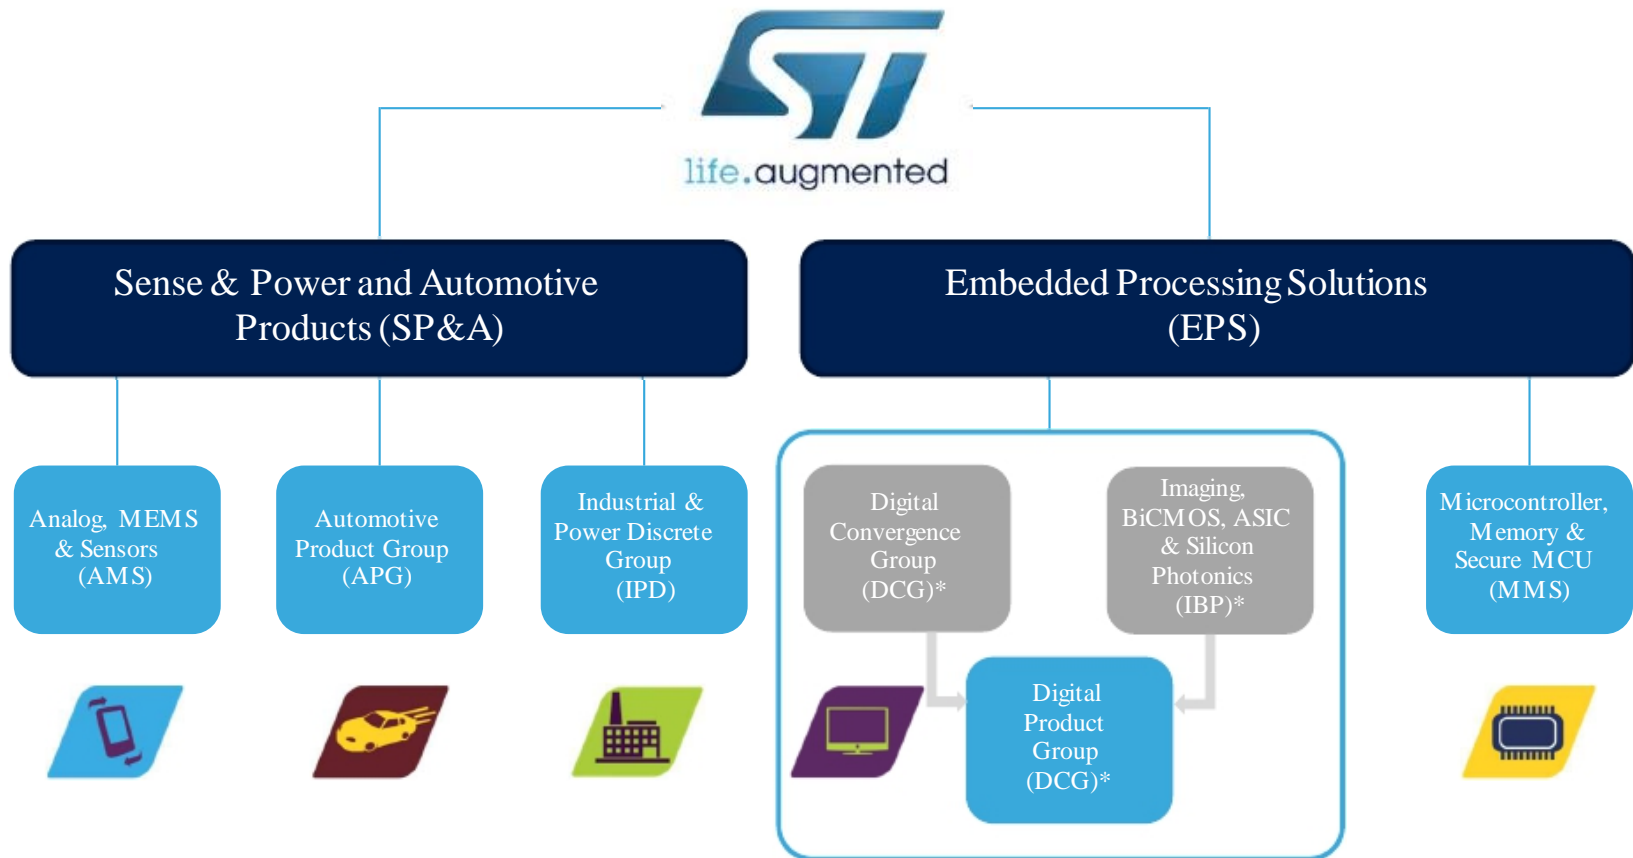 ST
life.augmented
Sense & Power and Automotive
Products (SP&A)
Embedded Processing Solutions
(EPS)
Analog, MEMS
& Sensors
(AMS)
Automotive
Product Group
(APG)
Industrial &
Power Discrete
Group
(IPD)
Digital
Convergence
Group
(DCG)*
Imaging,
BiCMOS, ASIC
& Silicon
Photonics
(IBP)*
Microcontroller,
Memory &
Secure MCU
(MMS)
Digital
Product
Group
(DCG)*